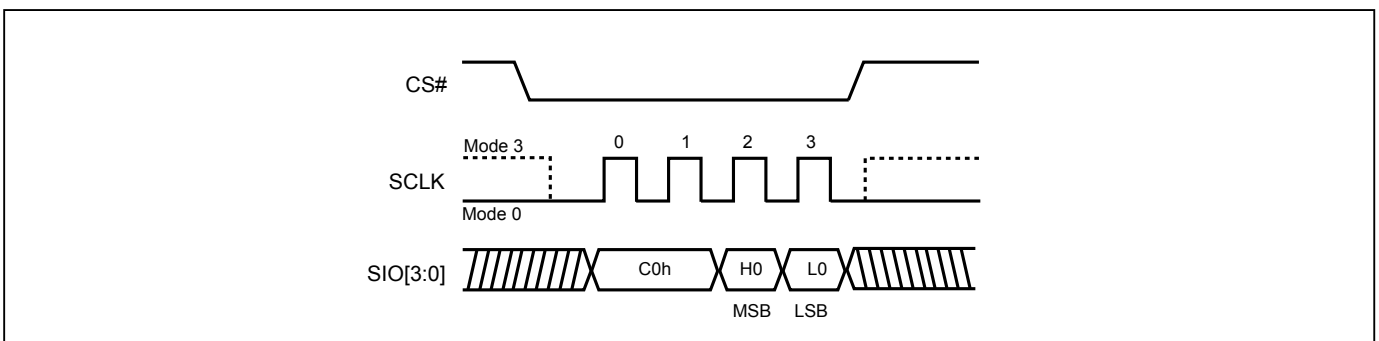 CS#
Mode 3
0 1 2 3
SCLK
Mode 0
SIO[3:0]
C0h H0 L0
MSB LSB